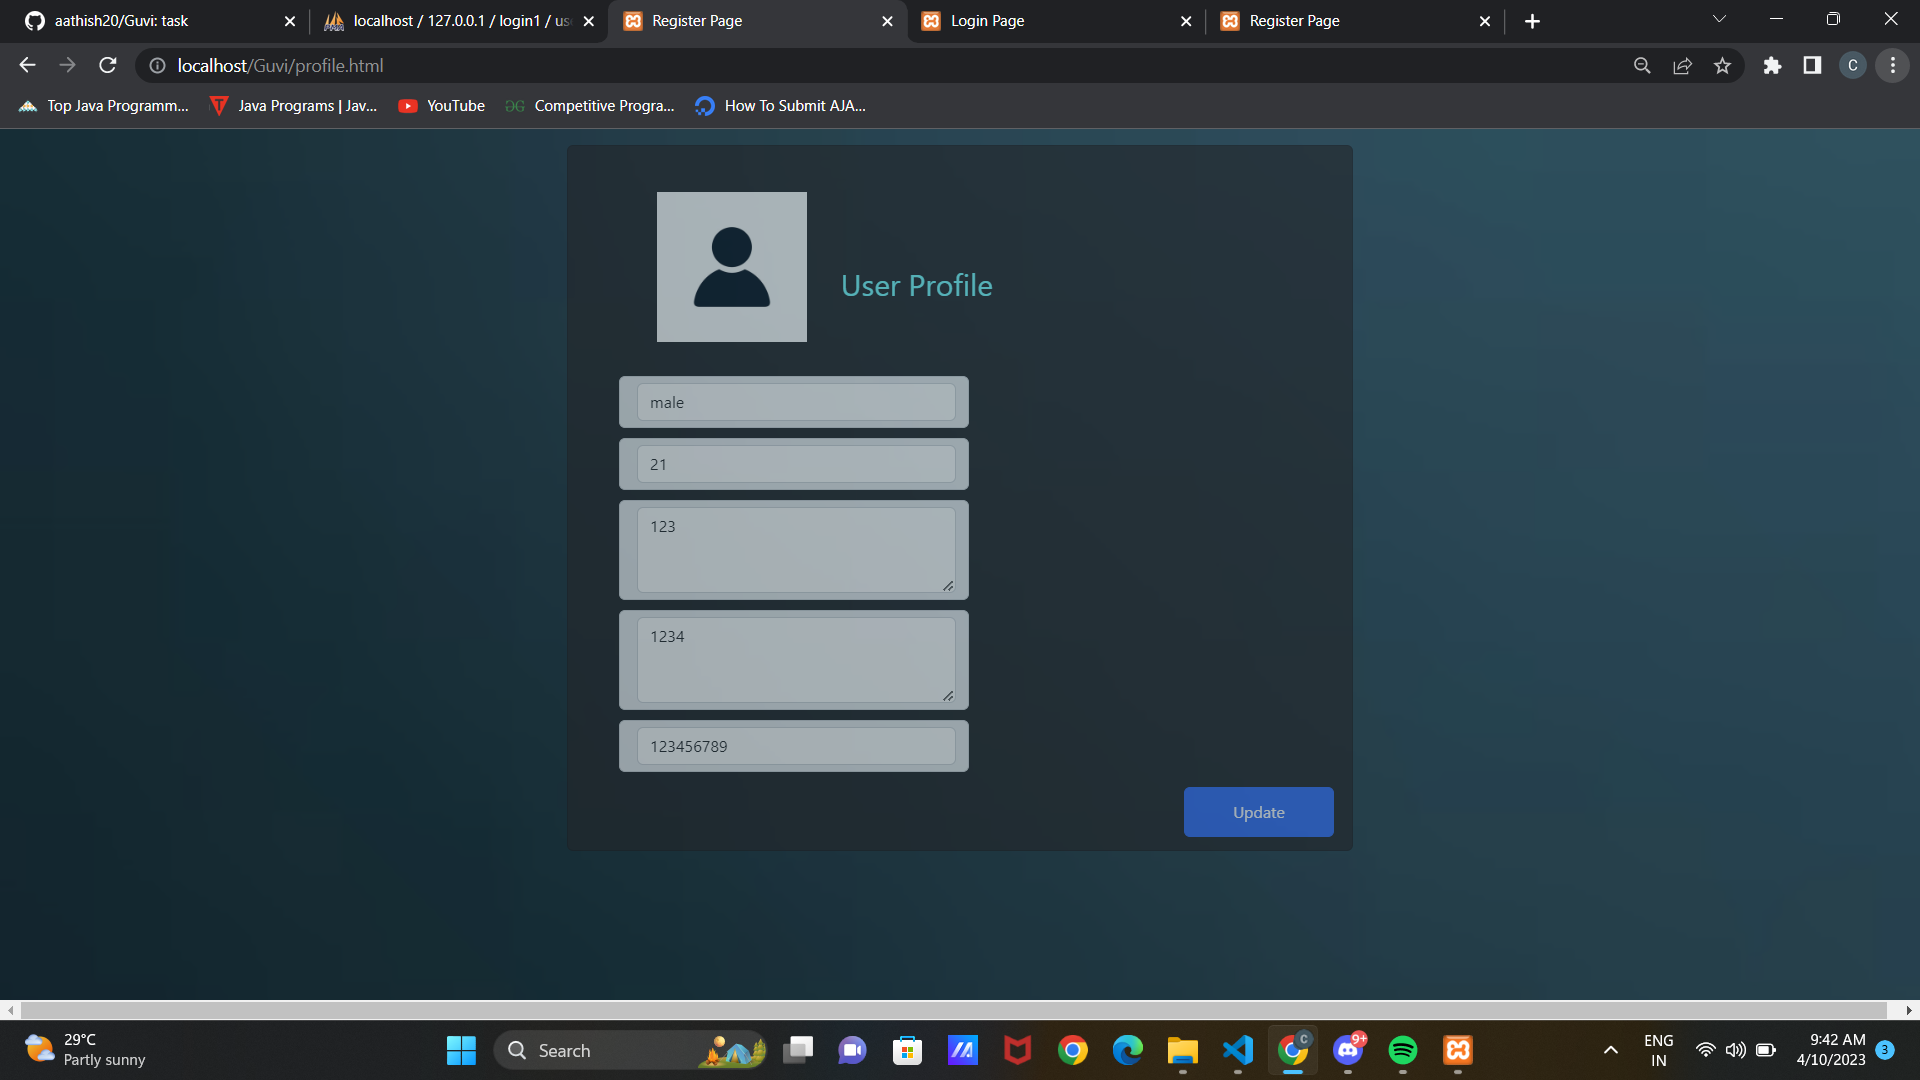 aathish20/Guvi: task
localhost / 127.0.0.1 / login1 / us
Register Page
Login Page
Register Page
localhost/Guvi/profile.html
C
Top Java Programm...
Java Programs | Jav...
YouTube
Competitive Progra...
How To Submit AJA...
User Profile
male
21
123
1234
123456789
Update
29°C
Partly sunny
Search
C
9+
ENG
IN
9:42 AM
4/10/2023
3